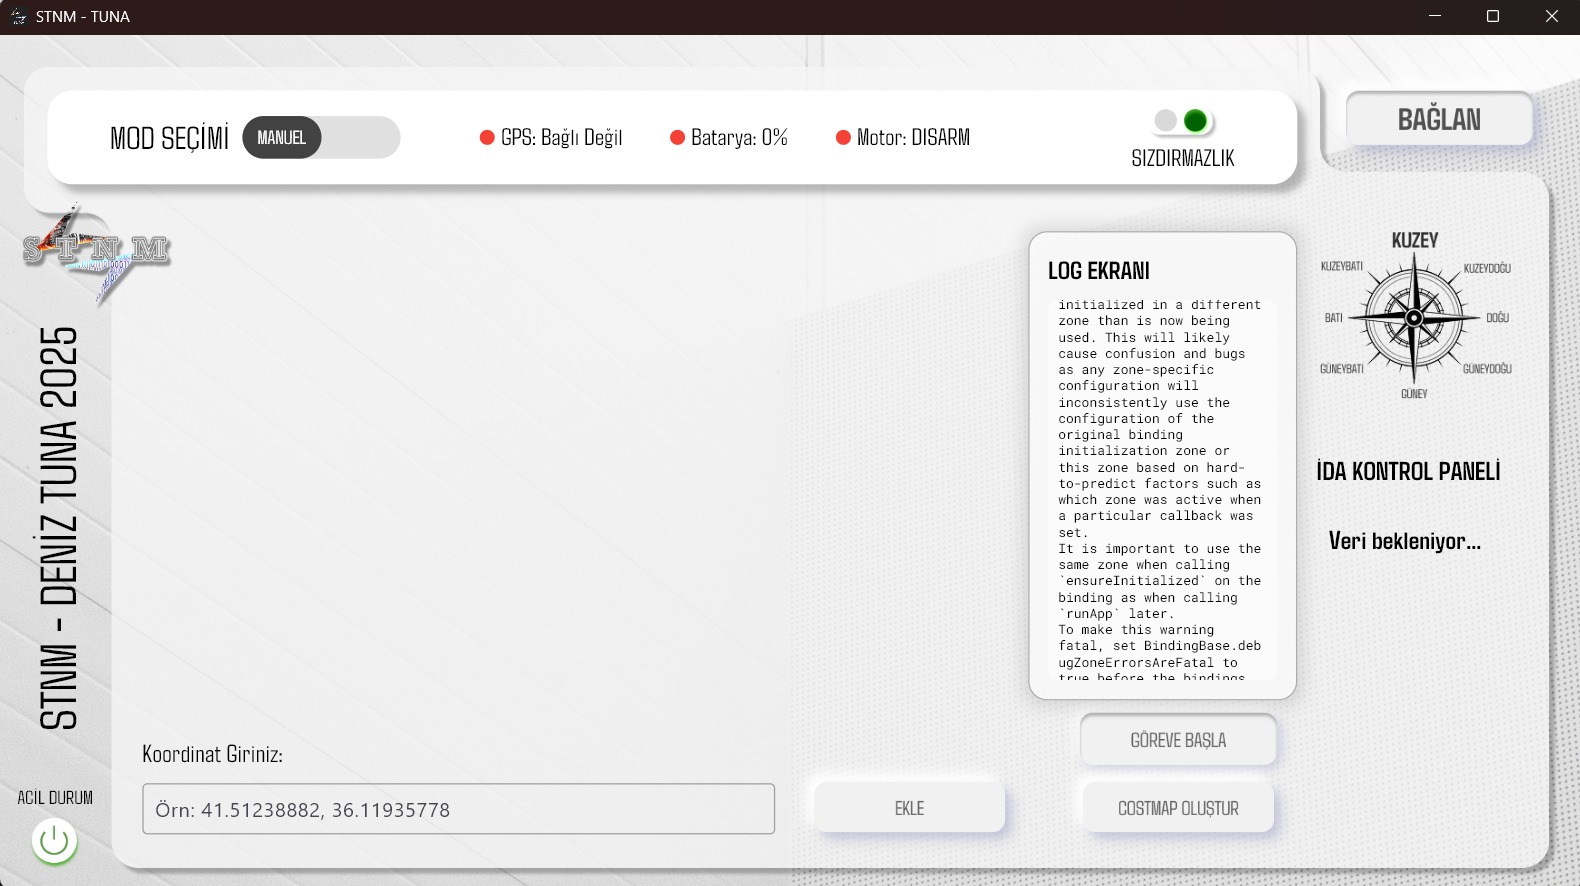 STNM - TUNA
MOD SEÇİMİ
MANUEL
GPS: Bağlı Değil
Batarya: 0%
Motor: DISARM
SIZDIRMAZLIK
BAĞLAN
STNM
STNM - DENİZ TUNA 2025
LOG EKRANI
initialized in a different
zone than is now being
used. This will likely
cause confusion and bugs
as any zone-specific
configuration will
inconsistently use the
configuration of the
original binding
initialization zone or
this zone based on hard-
to-predict factors such as
which zone was active when
a particular callback was
set.
It is important to use the
same zone when calling
`ensureInitialized` on the
binding as when calling
`runApp` later.
To make this warning
fatal, set BindingBase.deb
ugZoneErrorsAreFatal to
true before the bindings
KUZEY
KUZEYBATI
KUZEYDOĞU
BATI
DOĞU
GÜNEYBATI
GÜNEYDOĞU
GÜNEY
İDA KONTROL PANELİ
Veri bekleniyor...
Koordinat Giriniz:
Örn: 41.51238882, 36.11935778
EKLE
GÖREVE BAŞLA
COSTMAP OLUŞTUR
ACİL DURUM